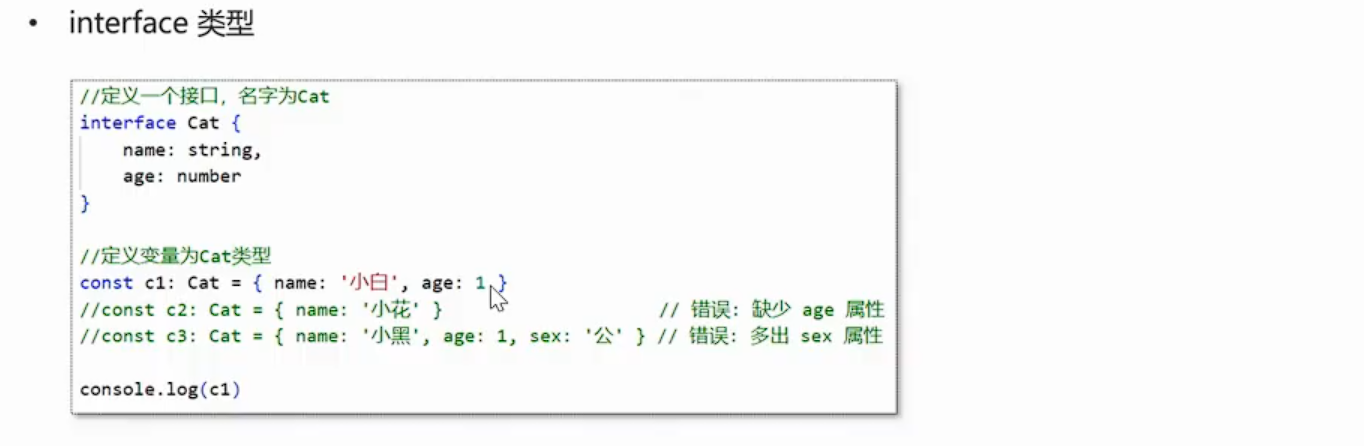 • interface 类型
//定义一个接口，名字为Cat
interface Cat {
    name: string,
    age: number
}
//定义变量为Cat类型
const c1: Cat = { name: '小白', age: 1 }
//const c2: Cat = { name: '小花' }                    // 错误: 缺少 age 属性
//const c3: Cat = { name: '小黑', age: 1, sex: '公' } // 错误: 多出 sex 属性
console.log(c1)